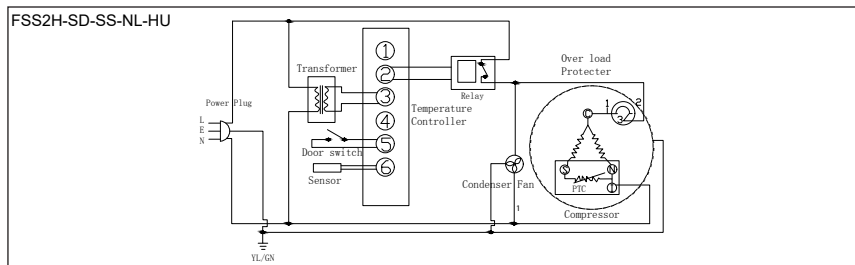 FSS2H-SD-SS-NL-HU
Transformer
Power Plug
L
E
N
Door switch
Sensor
YL/GN
1
2
3
4
5
6
Temperature
Controller
Relay
Condenser Fan
1
Over load
Protecter
1
2
3
C
S
PTC
Compressor